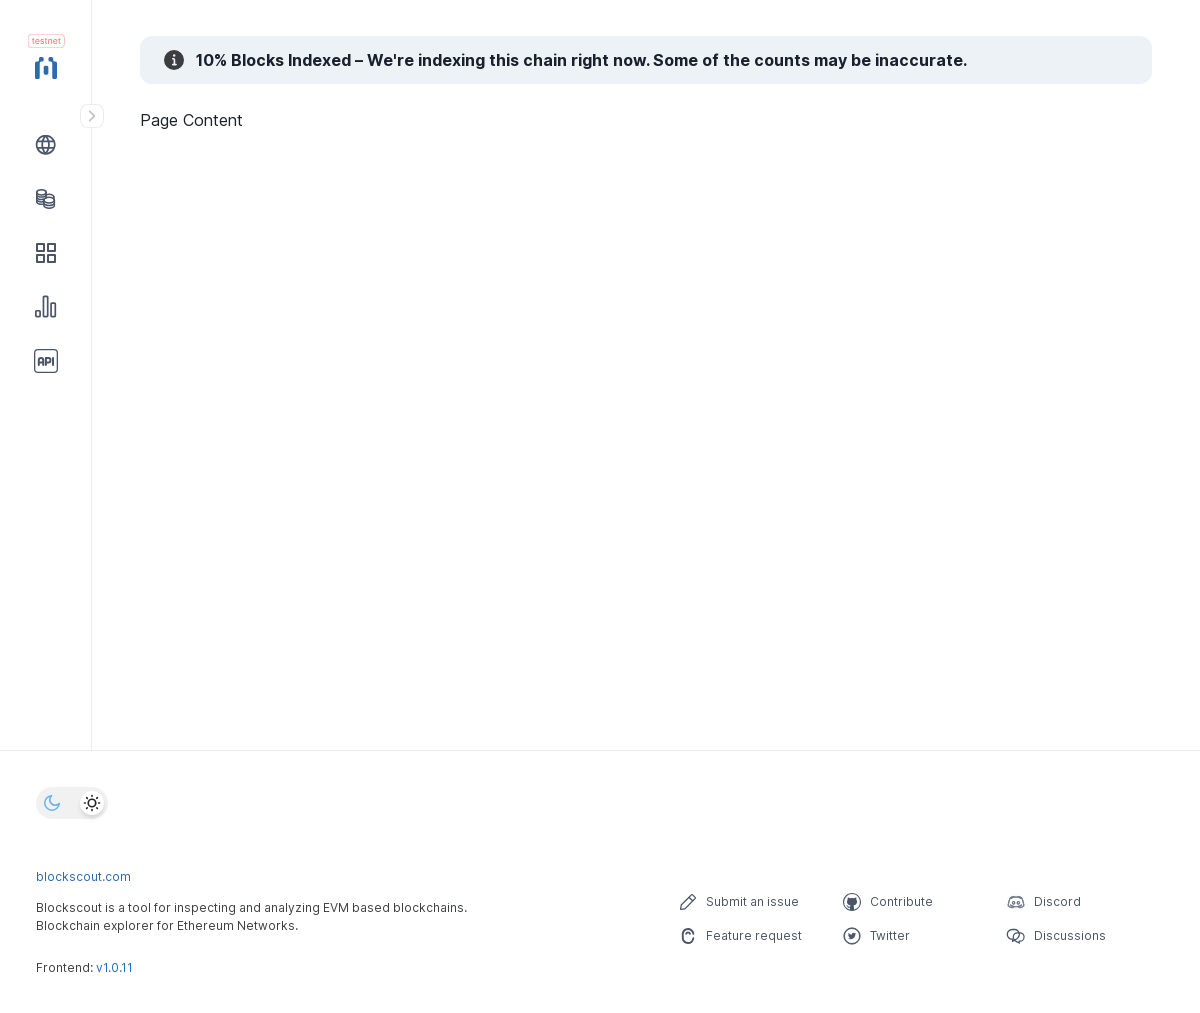 testnet
10% Blocks Indexed – We're indexing this chain right now. Some of the counts may be inaccurate.
Page Content
API
blockscout.com
Blockscout is a tool for inspecting and analyzing EVM based blockchains.
Blockchain explorer for Ethereum Networks.
Frontend: v1.0.11
Submit an issue
Contribute
Discord
Feature request
Twitter
Discussions